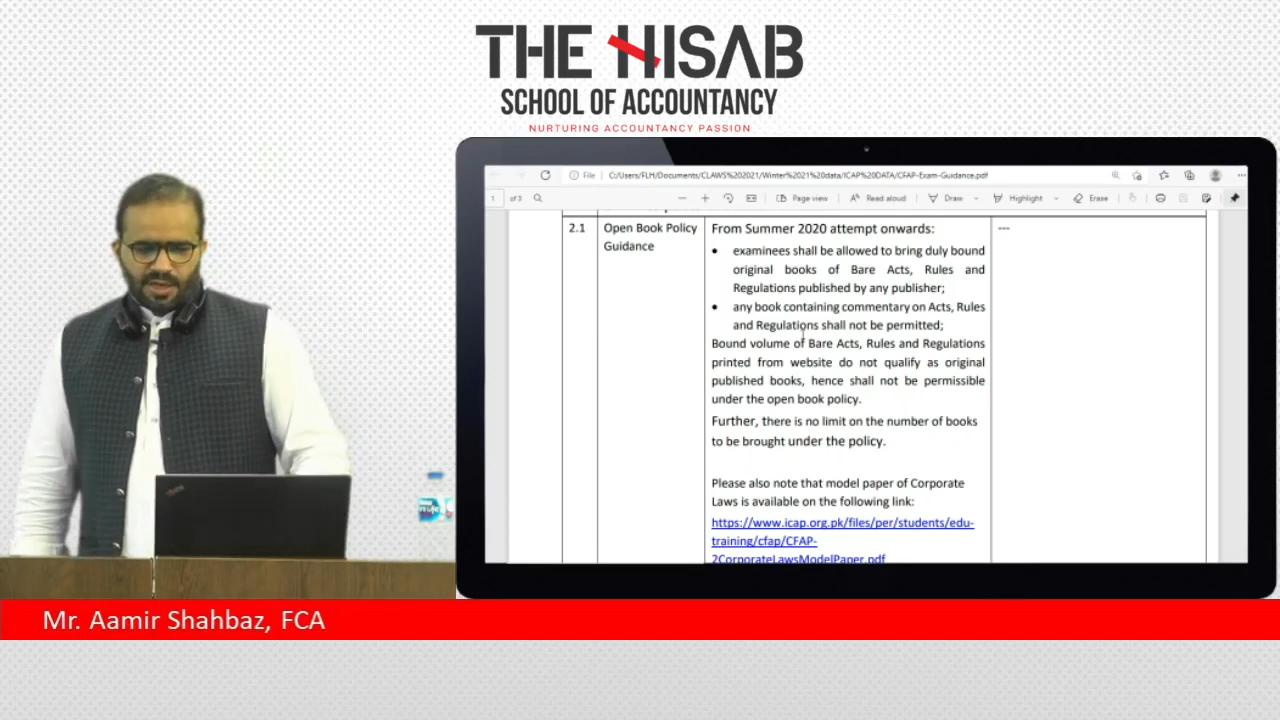 THE HISAB
SCHOOL OF ACCOUNTANCY
NURTURING ACCOUNTANCY PASSION
File C:/Users/FLH/Documents/CLAWS%202021/Winter%2021%20data/ICAP%20DATA/CFAP-Exam-Guidance.pdf
1 of 3 Page view Read aloud Draw Highlight Erase
2.1 Open Book Policy From Summer 2020 attempt onwards: ---
Guidance
• examinees shall be allowed to bring duly bound
original books of Bare Acts, Rules and
Regulations published by any publisher;
• any book containing commentary on Acts, Rules
and Regulations shall not be permitted;
Bound volume of Bare Acts, Rules and Regulations
printed from website do not qualify as original
published books, hence shall not be permissible
under the open book policy.
Further, there is no limit on the number of books
to be brought under the policy.
Please also note that model paper of Corporate
Laws is available on the following link:
https://www.icap.org.pk/files/per/students/edu-
training/cfap/CFAP-
2CorporateLawsModelPaper.pdf
Mr. Aamir Shahbaz, FCA